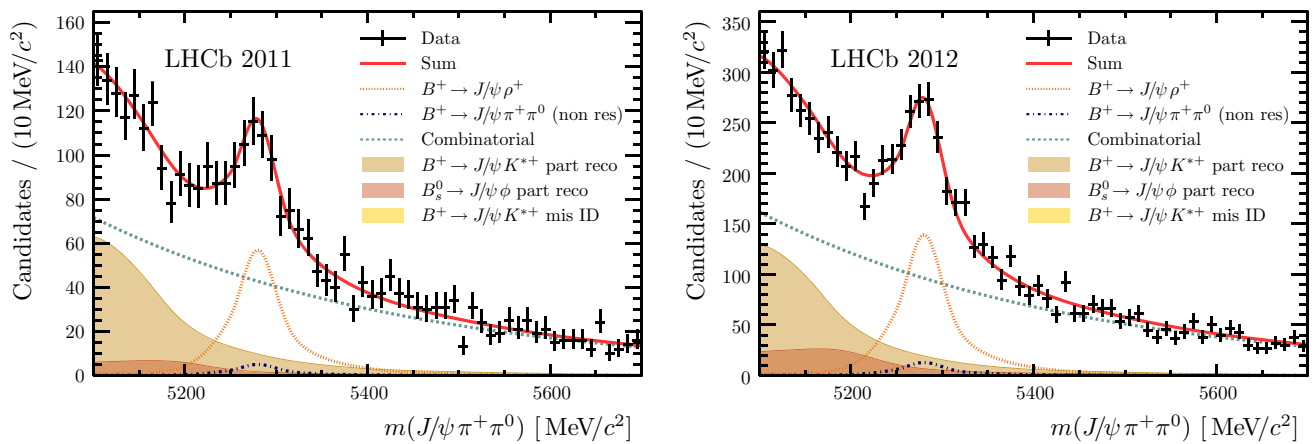 LHCb 2011
Data
Sum
B⁺ → J/ψ ρ⁺
B⁺ → J/ψ π⁺π⁰ (non res)
Combinatorial
B⁺ → J/ψ K*⁺ part reco
B⁰ₛ → J/ψ ϕ part reco
B⁺ → J/ψ K*⁺ mis ID
Candidates / (10 MeV/c²)
160
140
120
100
80
60
40
20
0
5200
5400
5600
m(J/ψ π⁺π⁰) [MeV/c²]
LHCb 2012
Data
Sum
B⁺ → J/ψ ρ⁺
B⁺ → J/ψ π⁺π⁰ (non res)
Combinatorial
B⁺ → J/ψ K*⁺ part reco
B⁰ₛ → J/ψ ϕ part reco
B⁺ → J/ψ K*⁺ mis ID
Candidates / (10 MeV/c²)
350
300
250
200
150
100
50
0
5200
5400
5600
m(J/ψ π⁺π⁰) [MeV/c²]